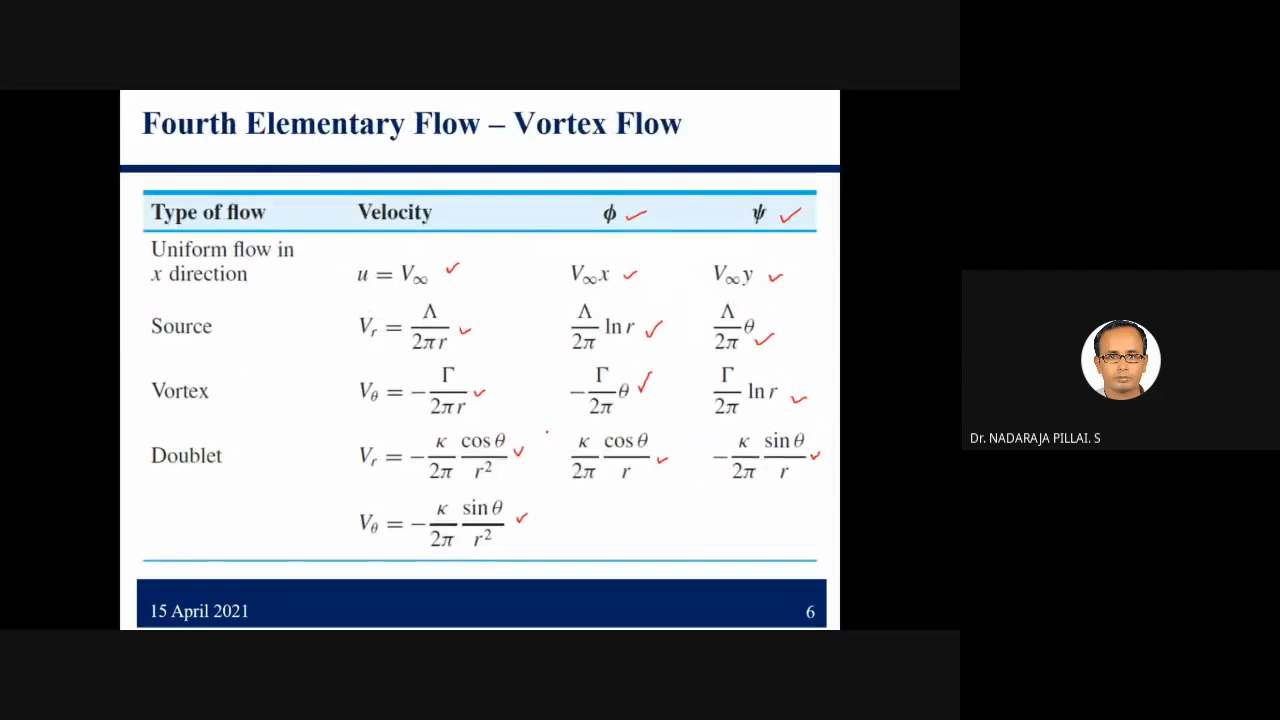 Fourth Elementary Flow – Vortex Flow
Type of flow Velocity ϕ ψ
Uniform flow in
x direction u = V∞ V∞x V∞y
Source Vr = Λ/2πr Λ/2π ln r Λ/2π θ
Vortex Vθ = −Γ/2πr −Γ/2π θ Γ/2π ln r
Doublet Vr = −κ/2π cos θ/r² κ/2π cos θ/r −κ/2π sin θ/r
Vθ = −κ/2π sin θ/r²
15 April 2021 6
Dr. NADARAJA PILLAI. S